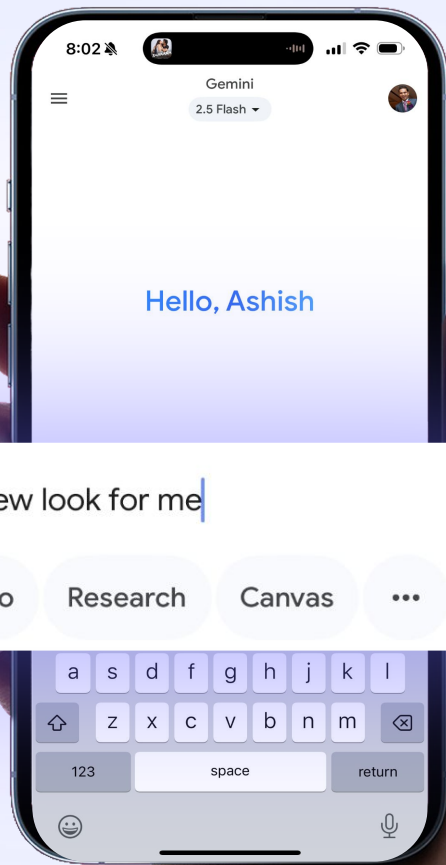 8:02
Gemini
2.5 Flash
Hello, Ashish
ew look for me
o Research Canvas
a s d f g h j k l
z x c v b n m
123 space return